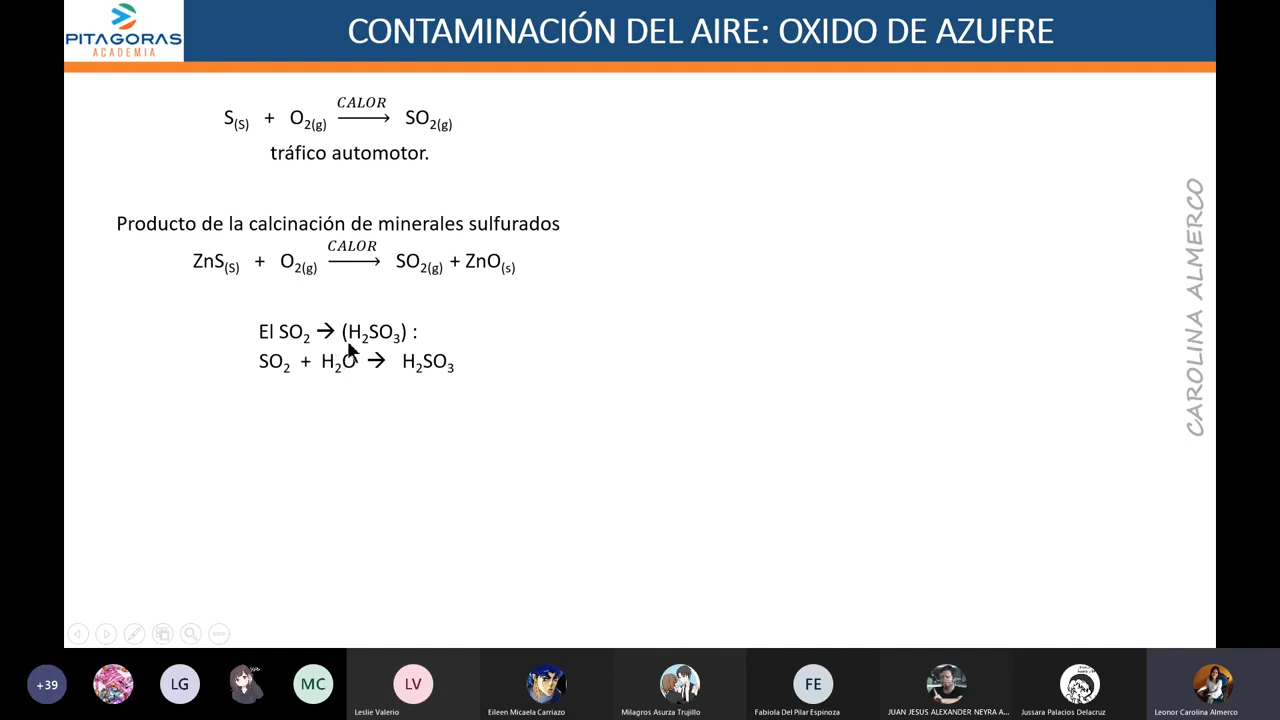 PITAGORAS
ACADEMIA
CONTAMINACIÓN DEL AIRE: OXIDO DE AZUFRE
S(S) + O2(g) CALOR ⟶ SO2(g)
tráfico automotor.
Producto de la calcinación de minerales sulfurados
ZnS(S) + O2(g) CALOR ⟶ SO2(g) + ZnO(s)
El SO2 → (H2SO3) :
SO2 + H2O → H2SO3
CAROLINA ALMERCO
+39
LG
MC
LV
FE
Leslie Valerio
Eileen Micaela Carriazo
Milagros Asurza Trujillo
Fabiola Del Pilar Espinoza
JUAN JESUS ALEXANDER NEYRA A...
Jussara Palacios Delacruz
Leonor Carolina Almerco